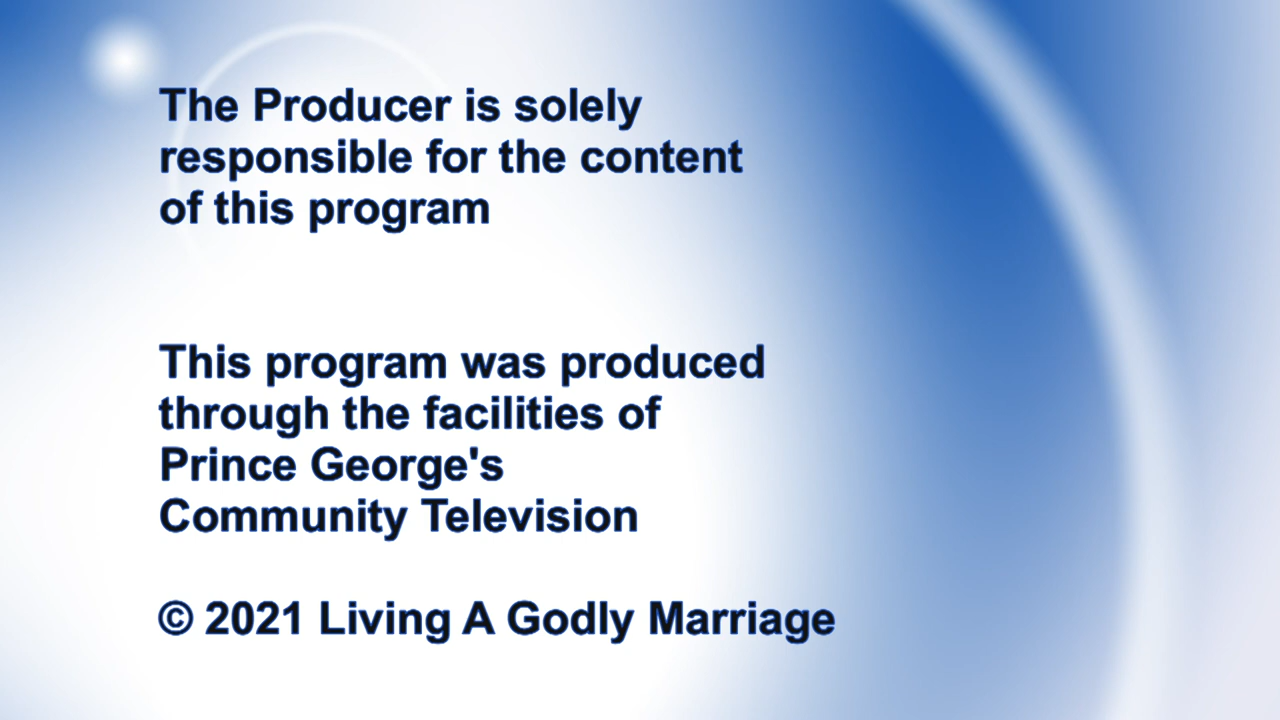 The Producer is solely
responsible for the content
of this program
This program was produced
through the facilities of
Prince George's
Community Television
© 2021 Living A Godly Marriage